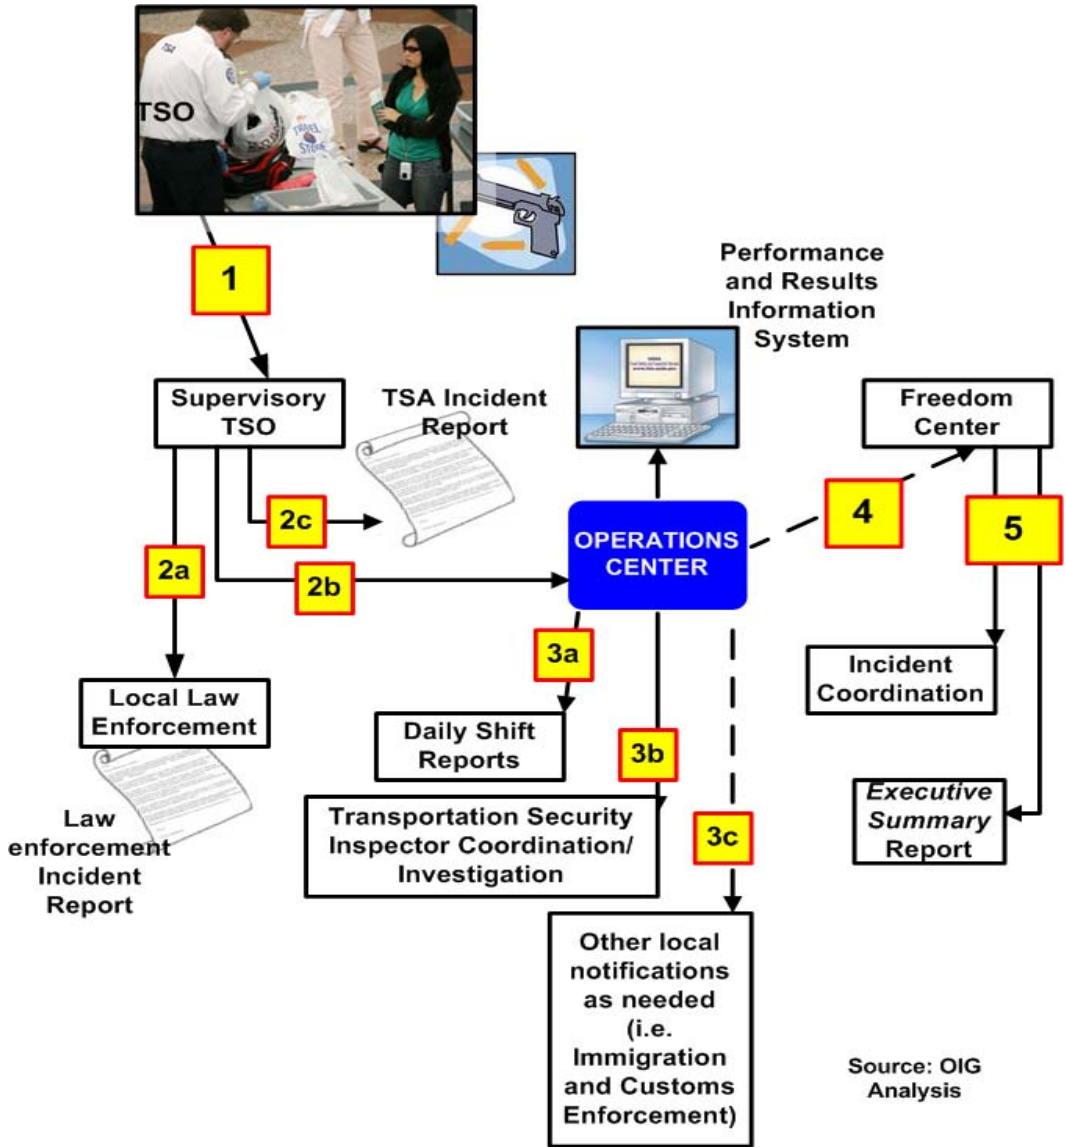 TSA
TSO
1
Performance
and Results
Information
System
Supervisory
TSO
TSA Incident
Report
Freedom
Center
2c
2a
2b
OPERATIONS
CENTER
4
5
3a
Local Law
Enforcement
Daily Shift
Reports
3b
Incident
Coordination
Law
enforcement
Incident
Report
Transportation Security
Inspector Coordination/
Investigation
3c
Executive
Summary
Report
Other local
notifications
as needed
(i.e.
Immigration
and Customs
Enforcement)
Source: OIG
Analysis